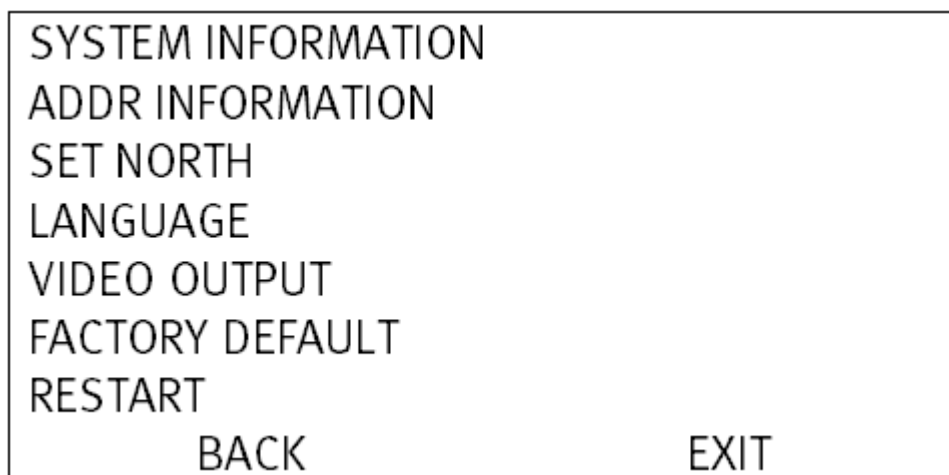 SYSTEM INFORMATION
ADDR INFORMATION
SET NORTH
LANGUAGE
VIDEO OUTPUT
FACTORY DEFAULT
RESTART
BACK EXIT